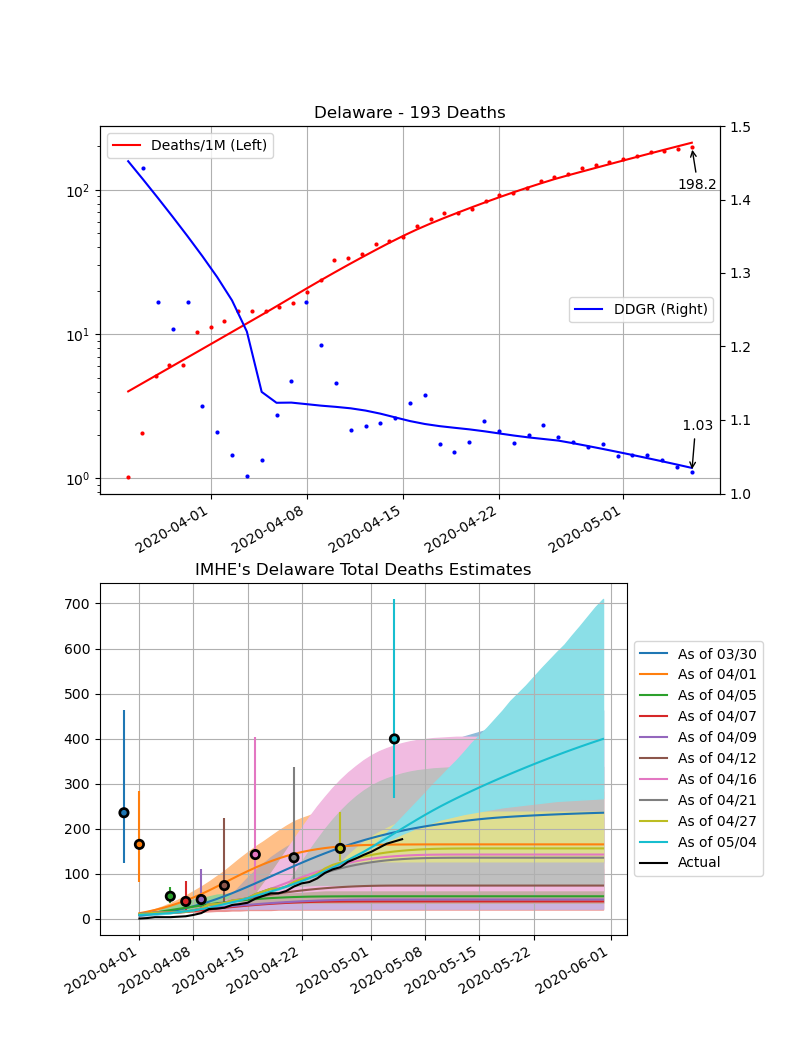 Delaware - 193 Deaths
Deaths/1M (Left)
DDGR (Right)
198.2
1.03
10²
10¹
10⁰
1.5
1.4
1.3
1.2
1.1
1.0
2020-04-01
2020-04-08
2020-04-15
2020-04-22
2020-05-01
IMHE's Delaware Total Deaths Estimates
700
600
500
400
300
200
100
0
2020-04-01
2020-04-08
2020-04-15
2020-04-22
2020-05-01
2020-05-08
2020-05-15
2020-05-22
2020-06-01
As of 03/30
As of 04/01
As of 04/05
As of 04/07
As of 04/09
As of 04/12
As of 04/16
As of 04/21
As of 04/27
As of 05/04
Actual